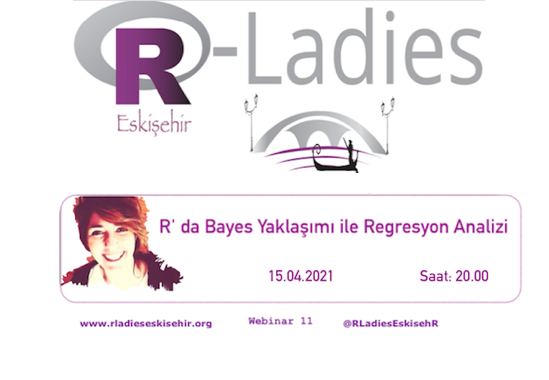 R-Ladies
Eskişehir
R' da Bayes Yaklaşımı ile Regresyon Analizi
15.04.2021 Saat: 20.00
www.rladieseskisehir.org Webinar 11 @RLadiesEskisehR